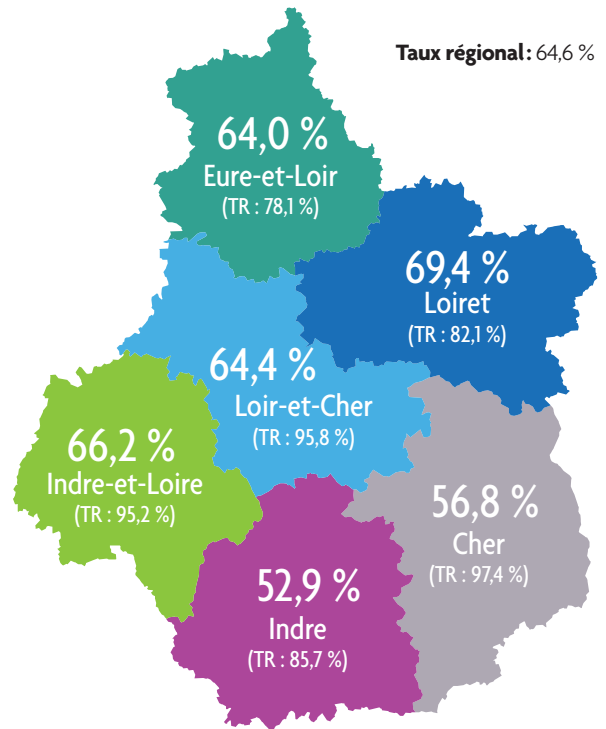 Taux régional : 64,6 %
64,0 %
Eure-et-Loir
(TR : 78,1 %)
69,4 %
Loiret
(TR : 82,1 %)
64,4 %
Loir-et-Cher
(TR : 95,8 %)
66,2 %
Indre-et-Loire
(TR : 95,2 %)
56,8 %
Cher
(TR : 97,4 %)
52,9 %
Indre
(TR : 85,7 %)